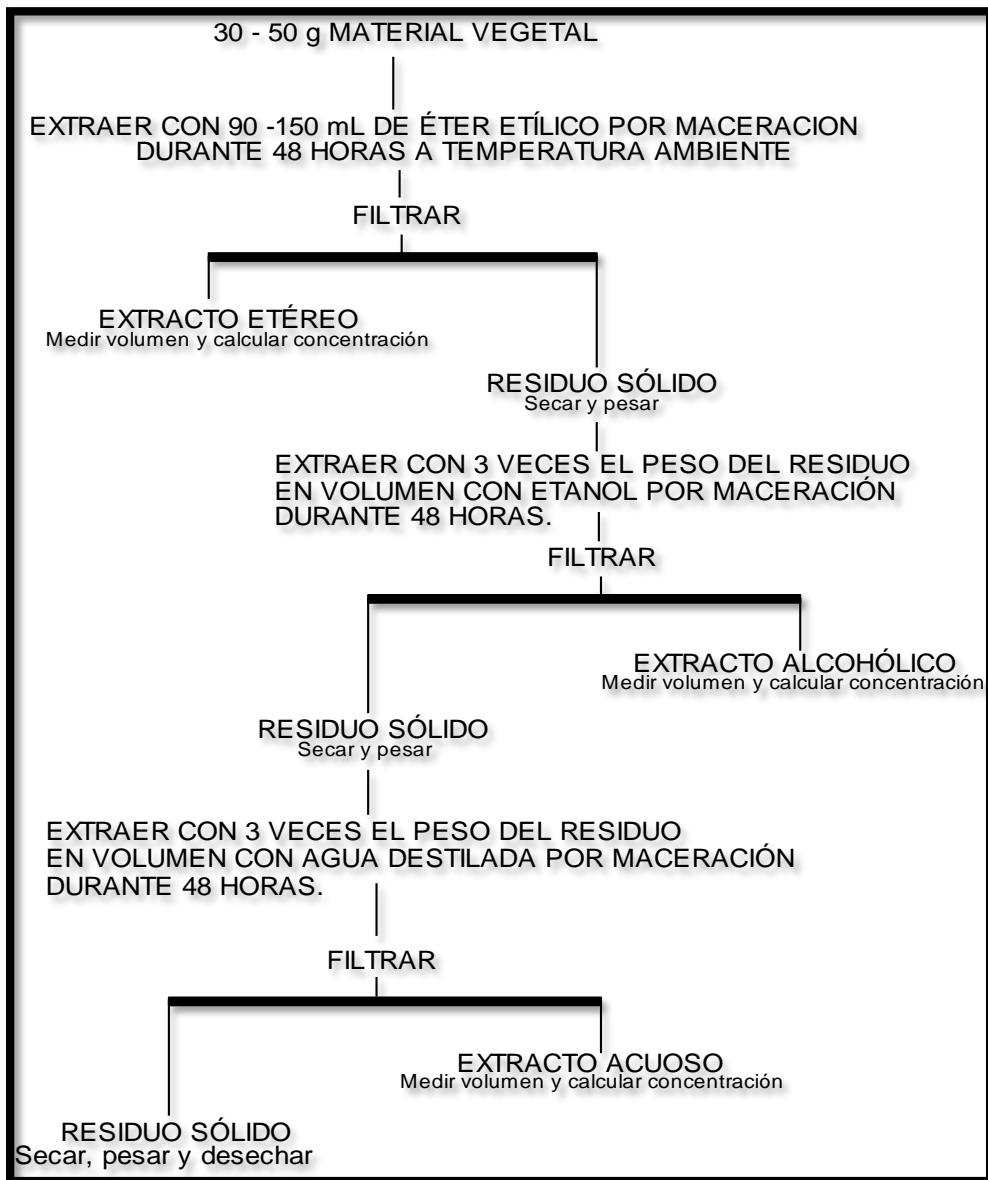 30 - 50 g MATERIAL VEGETAL
EXTRAER CON 90 -150 mL DE ÉTER ETÍLICO POR MACERACION
DURANTE 48 HORAS A TEMPERATURA AMBIENTE
FILTRAR
EXTRACTO ETÉREO
Medir volumen y calcular concentración
RESIDUO SÓLIDO
Secar y pesar
EXTRAER CON 3 VECES EL PESO DEL RESIDUO
EN VOLUMEN CON ETANOL POR MACERACIÓN
DURANTE 48 HORAS.
FILTRAR
EXTRACTO ALCOHÓLICO
Medir volumen y calcular concentración
RESIDUO SÓLIDO
Secar y pesar
EXTRAER CON 3 VECES EL PESO DEL RESIDUO
EN VOLUMEN CON AGUA DESTILADA POR MACERACIÓN
DURANTE 48 HORAS.
FILTRAR
EXTRACTO ACUOSO
Medir volumen y calcular concentración
RESIDUO SÓLIDO
Secar, pesar y desechar